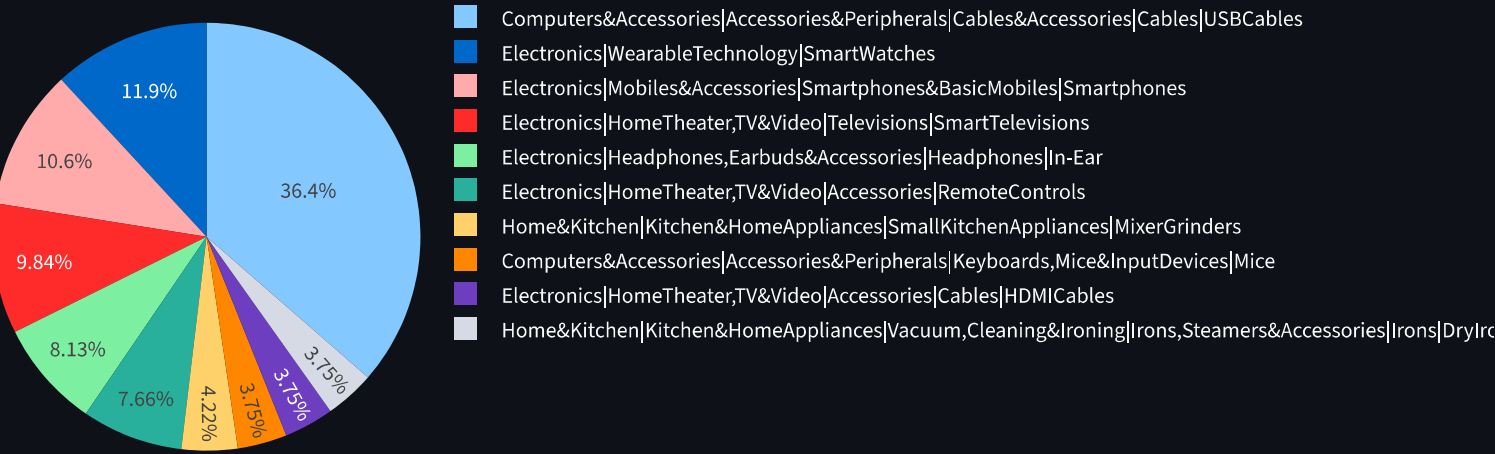 Computers&Accessories|Accessories&Peripherals|Cables&Accessories|Cables|USBCables
Electronics|WearableTechnology|SmartWatches
Electronics|Mobiles&Accessories|Smartphones&BasicMobiles|Smartphones
Electronics|HomeTheater,TV&Video|Televisions|SmartTelevisions
Electronics|Headphones,Earbuds&Accessories|Headphones|In-Ear
Electronics|HomeTheater,TV&Video|Accessories|RemoteControls
Home&Kitchen|Kitchen&HomeAppliances|SmallKitchenAppliances|MixerGrinders
Computers&Accessories|Accessories&Peripherals|Keyboards,Mice&InputDevices|Mice
Electronics|HomeTheater,TV&Video|Accessories|Cables|HDMICables
Home&Kitchen|Kitchen&HomeAppliances|Vacuum,Cleaning&Ironing|Irons,Steamers&Accessories|Irons|DryIro
36.4%
11.9%
10.6%
9.84%
8.13%
7.66%
4.22%
3.75%
3.75%
3.75%